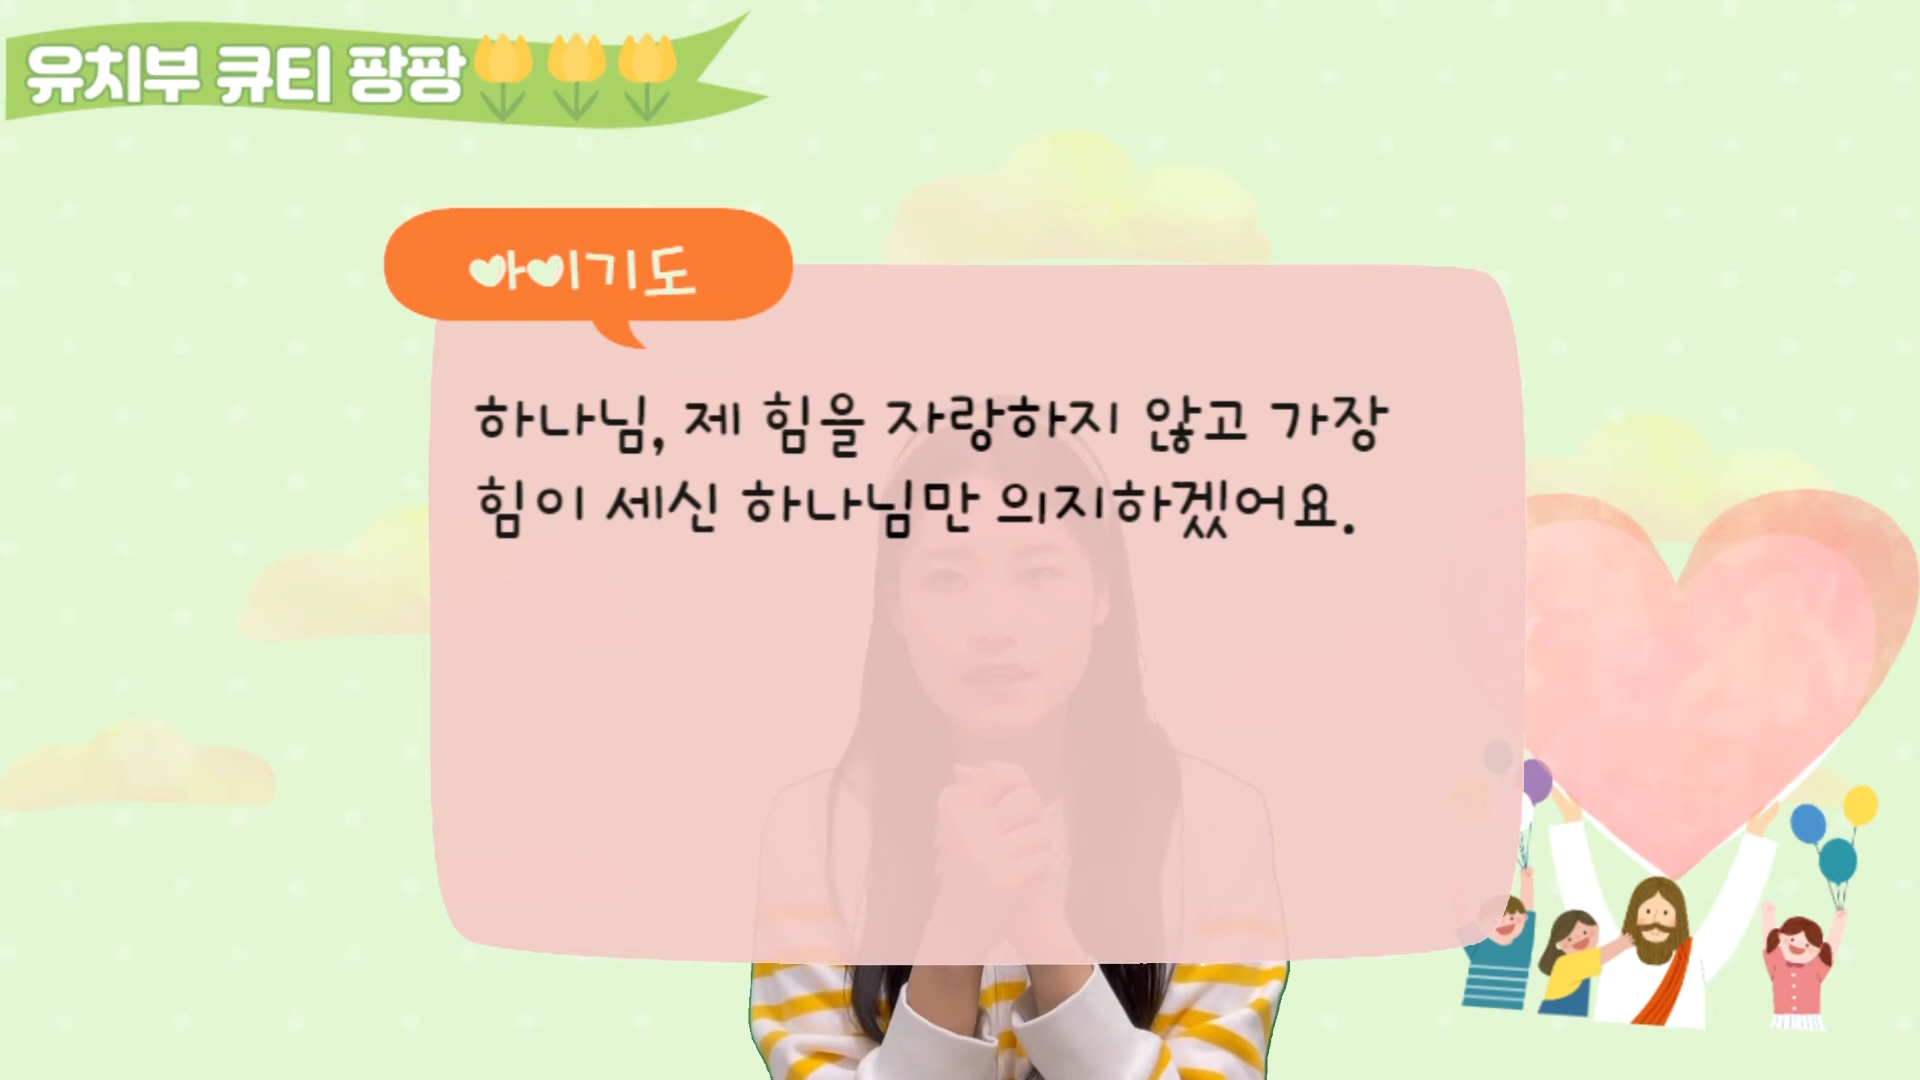 유치부 큐티 팡팡
아이기도
하나님, 제 힘을 자랑하지 않고 가장
힘이 세신 하나님만 의지하겠어요.